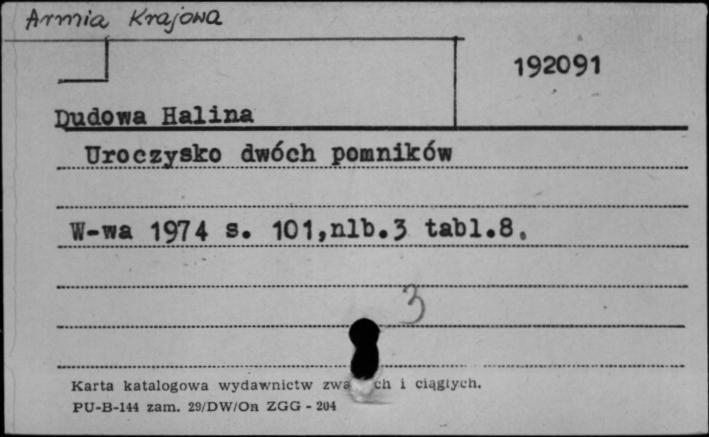 Armia Krajowa
192091
Dudowa Halina
Uroczysko dwóch pomników
W-wa 1974 s. 101,nlb.3 tabl.8.
3
Karta katalogowa wydawnictw zwa ch i ciągłych.
PU-B-144 zam. 29/DW/On ZGG - 204